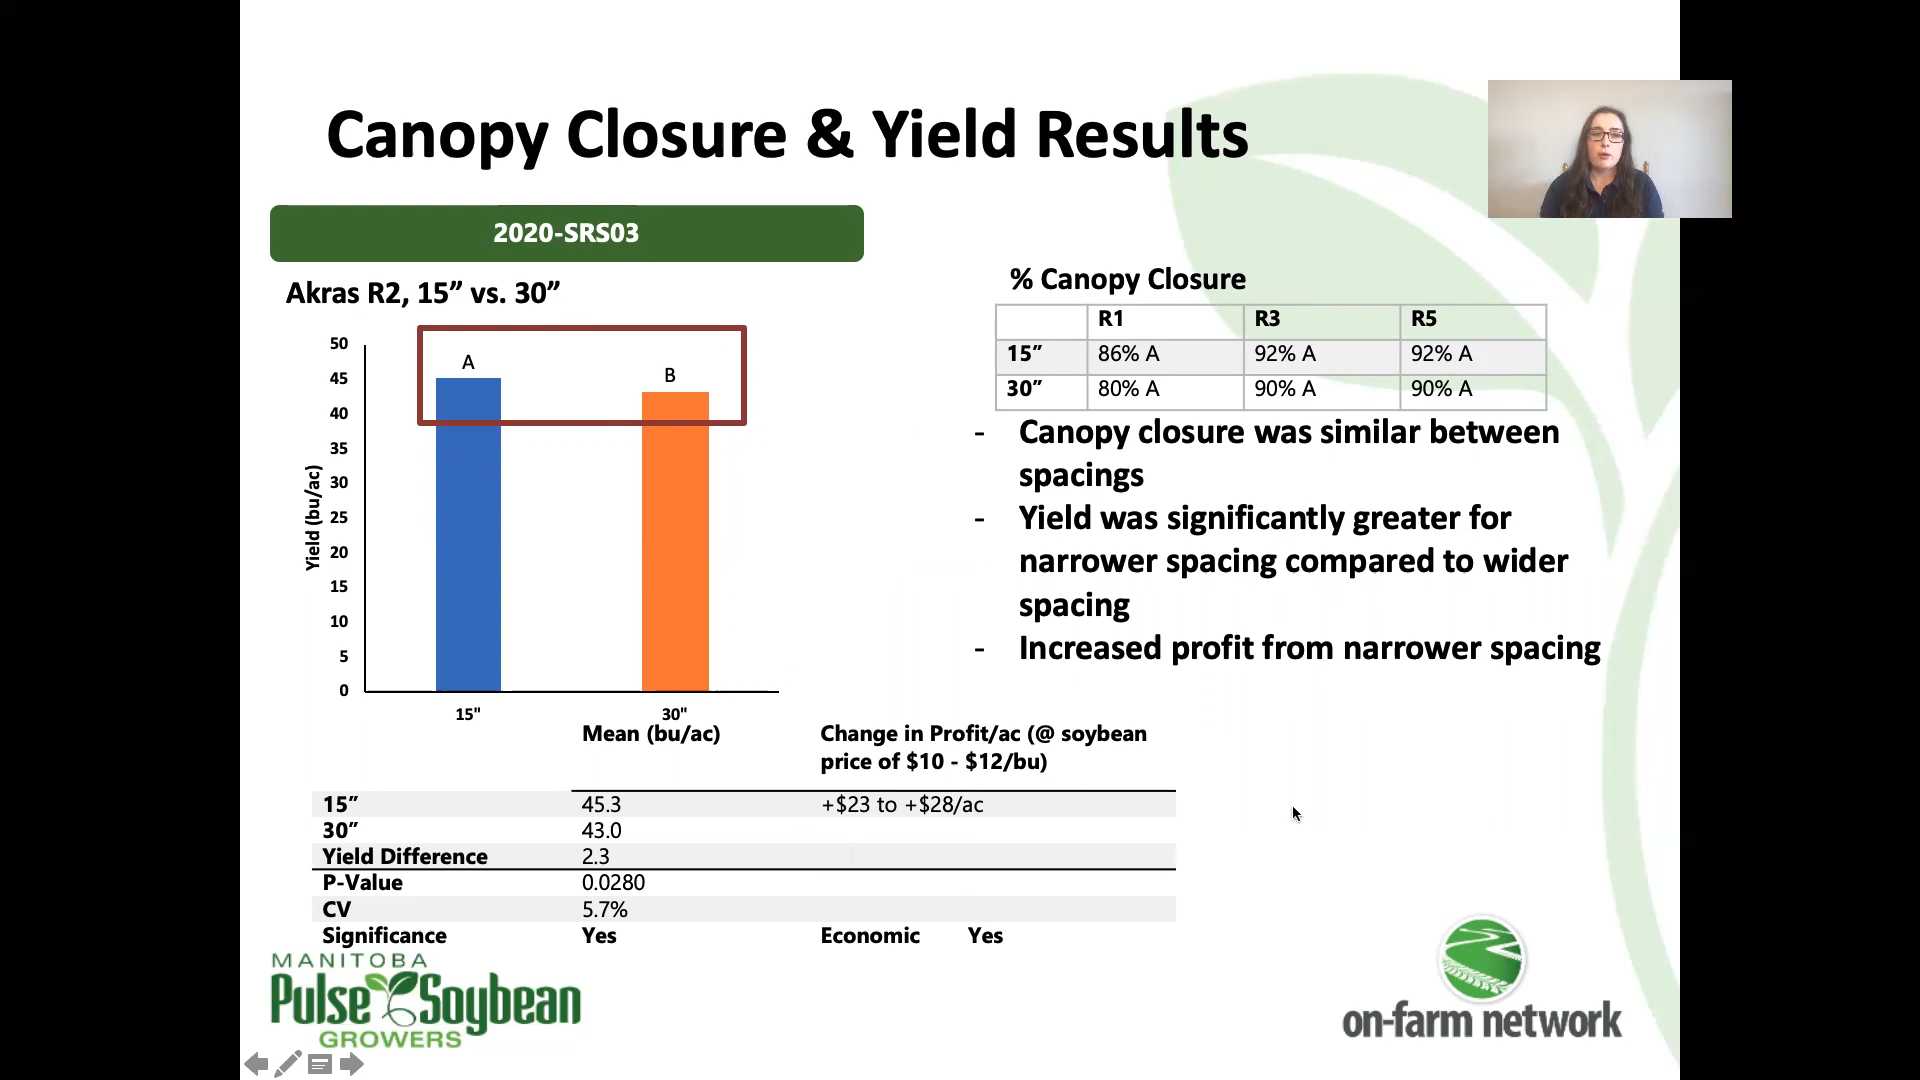 Canopy Closure & Yield Results
2020-SRS03
Akras R2, 15” vs. 30”
50
45
40
35
30
25
20
15
10
5
0
Yield (bu/ac)
A
B
15"
30"
% Canopy Closure
R1 R3 R5
15” 86% A 92% A 92% A
30” 80% A 90% A 90% A
- Canopy closure was similar between
spacings
- Yield was significantly greater for
narrower spacing compared to wider
spacing
- Increased profit from narrower spacing
Mean (bu/ac) Change in Profit/ac (@ soybean
price of $10 - $12/bu)
15” 45.3 +$23 to +$28/ac
30” 43.0
Yield Difference 2.3
P-Value 0.0280
CV 5.7%
Significance Yes Economic Yes
MANITOBA
Pulse Soybean
GROWERS
on-farm network